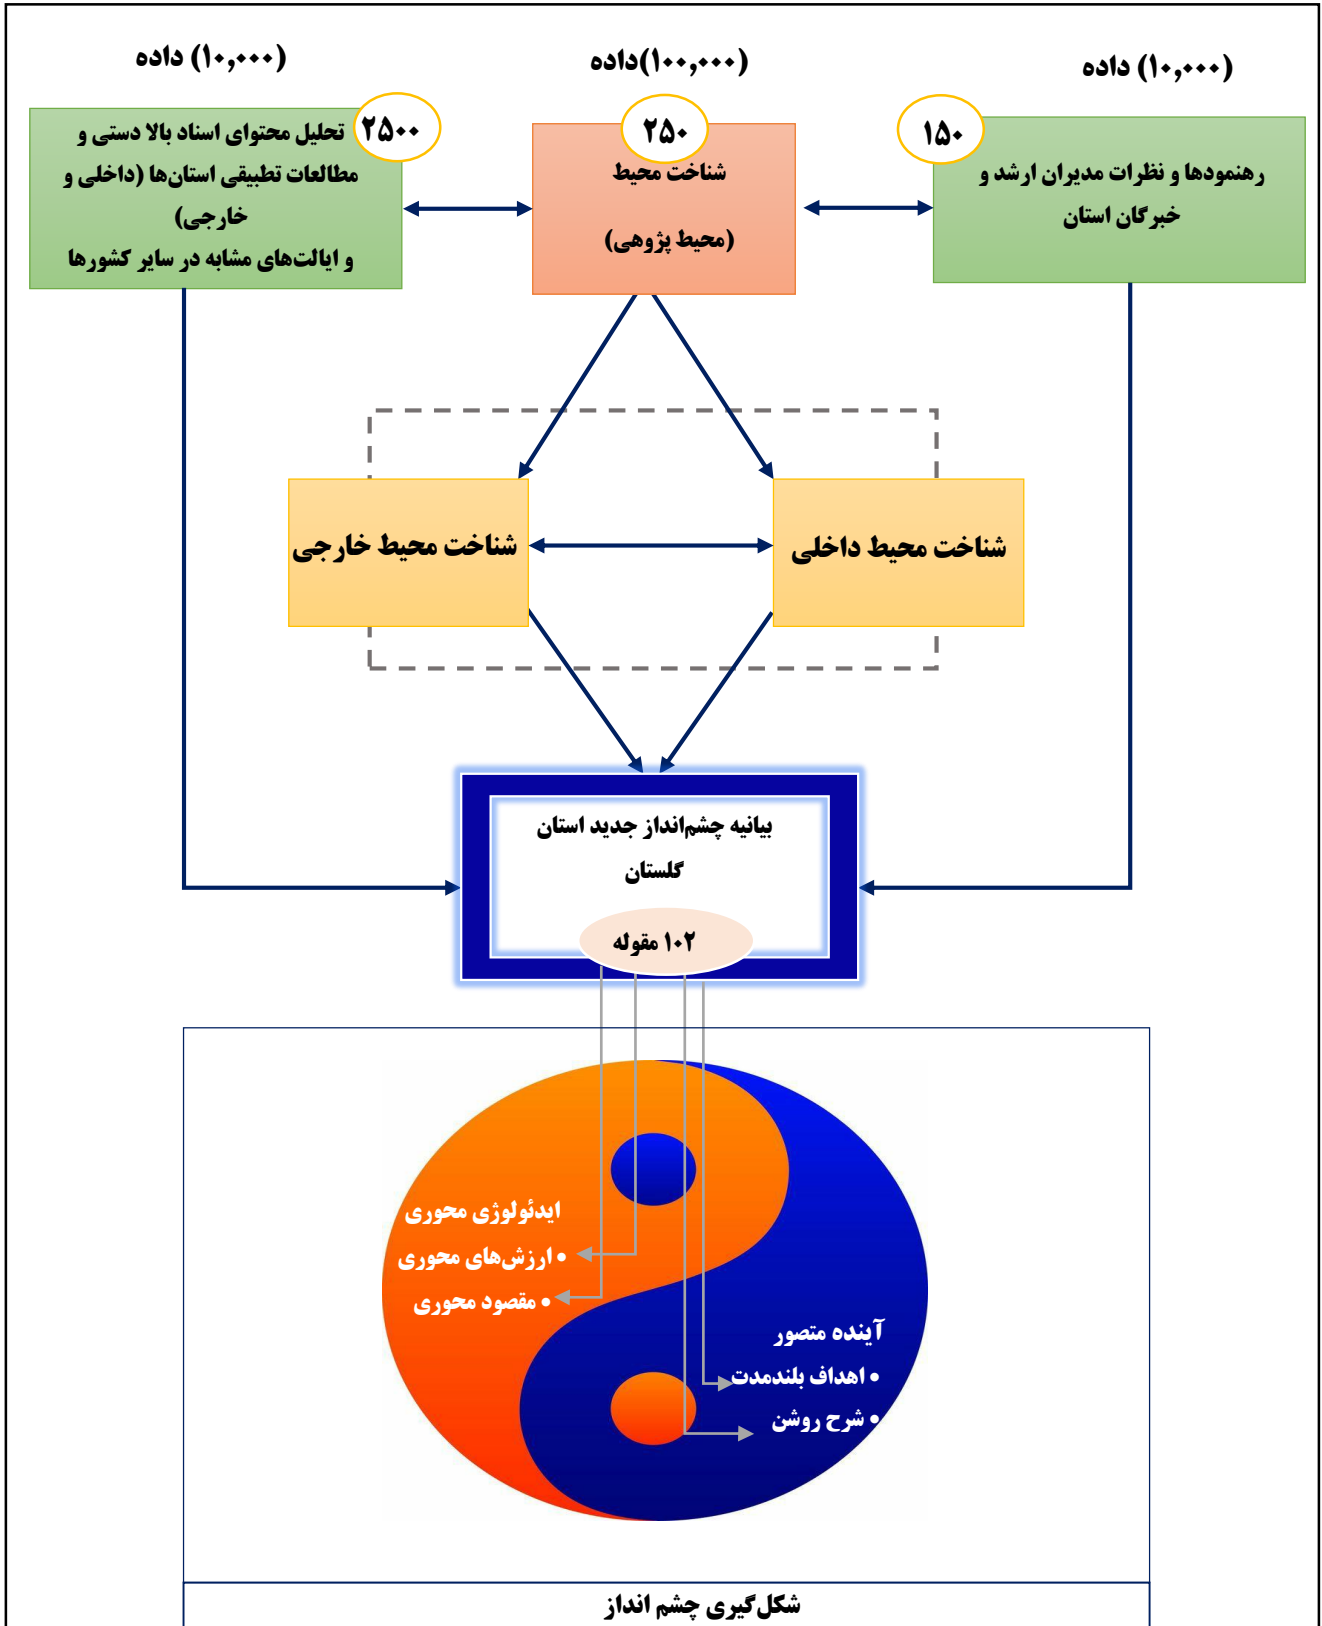 (۱۰,۰۰۰) داده
(۱۰۰,۰۰۰)داده
(۱۰,۰۰۰) داده
۱۵۰
رهنمودها و نظرات مدیران ارشد و
خبرگان استان
۲۵۰
شناخت محیط
(محیط پژوهی)
۲۵۰۰
تحلیل محتوای اسناد بالا دستی و
مطالعات تطبیقی استان‌ها (داخلی و
خارجی)
و ایالت‌های مشابه در سایر کشورها
شناخت محیط داخلی
شناخت محیط خارجی
بیانیه چشم‌انداز جدید استان
گلستان
۱۰۲ مقوله
ایدئولوژی محوری
• ارزش‌های محوری
• مقصود محوری
آینده متصور
• اهداف بلندمدت
• شرح روشن
شکل‌گیری چشم انداز